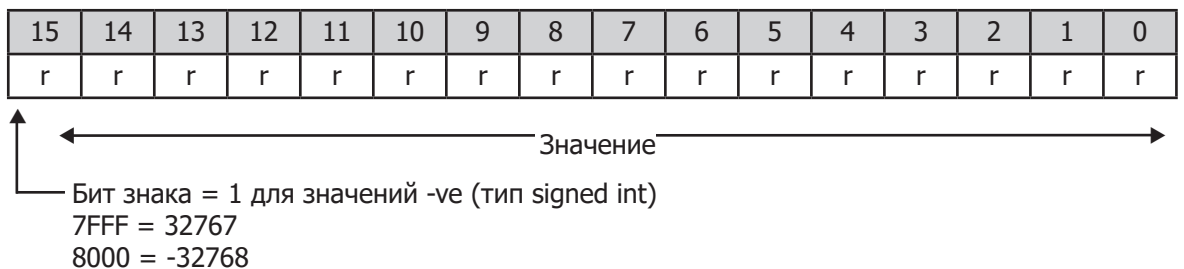 15 14 13 12 11 10 9 8 7 6 5 4 3 2 1 0
r r r r r r r r r r r r r r r r
Значение
Бит знака = 1 для значений -ve (тип signed int)
7FFF = 32767
8000 = -32768